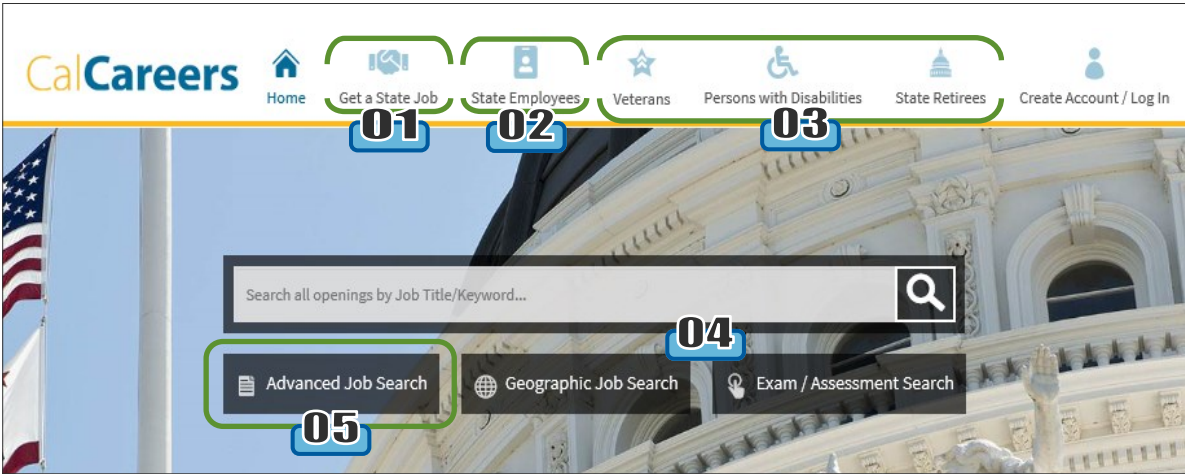 CalCareers
Home
Get a State Job
State Employees
Veterans
Persons with Disabilities
State Retirees
Create Account / Log In
01
02
03
Search all openings by Job Title/Keyword...
04
Advanced Job Search
Geographic Job Search
Exam / Assessment Search
05